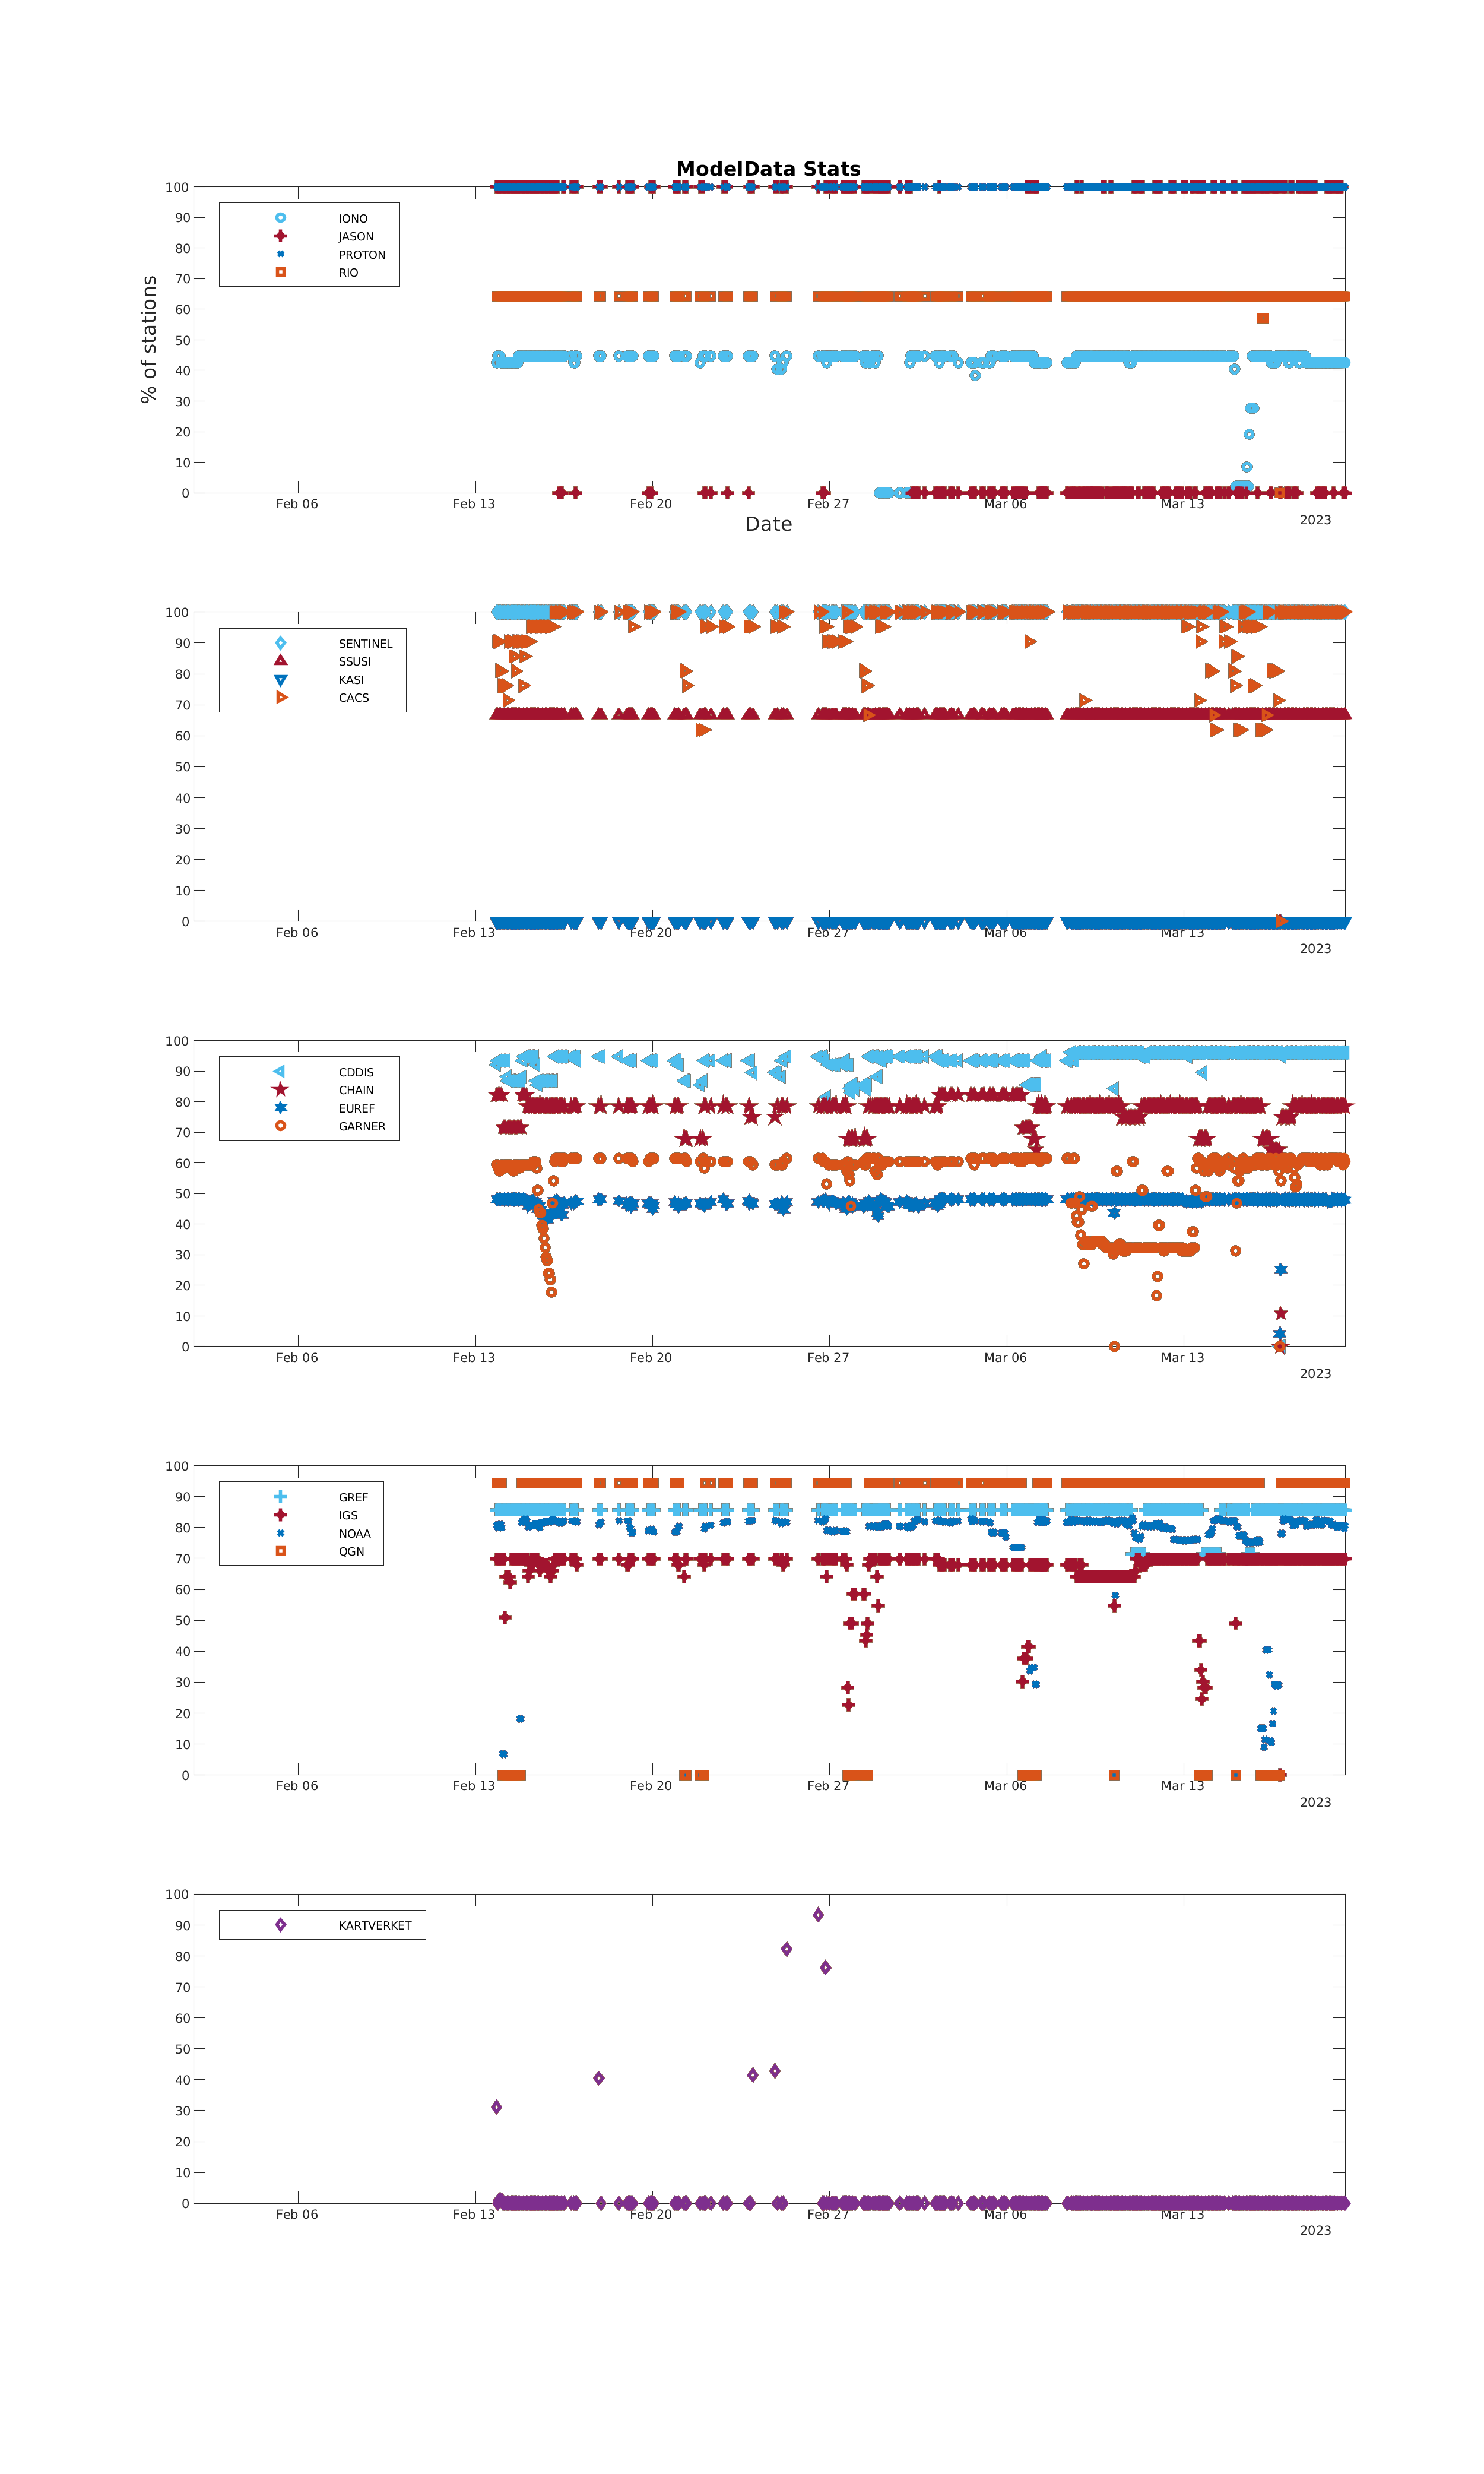 ModelData Stats
100
90
80
70
60
50
40
30
20
10
0
% of stations
IONO
JASON
PROTON
RIO
Feb 06
Feb 13
Feb 20
Feb 27
Mar 06
Mar 13
2023
Date
100
90
80
70
60
50
40
30
20
10
0
SENTINEL
SSUSI
KASI
CACS
Feb 06
Feb 13
Feb 20
Feb 27
Mar 06
Mar 13
2023
100
90
80
70
60
50
40
30
20
10
0
CDDIS
CHAIN
EUREF
GARNER
Feb 06
Feb 13
Feb 20
Feb 27
Mar 06
Mar 13
2023
100
90
80
70
60
50
40
30
20
10
0
GREF
IGS
NOAA
QGN
Feb 06
Feb 13
Feb 20
Feb 27
Mar 06
Mar 13
2023
100
90
80
70
60
50
40
30
20
10
0
KARTVERKET
Feb 06
Feb 13
Feb 20
Feb 27
Mar 06
Mar 13
2023